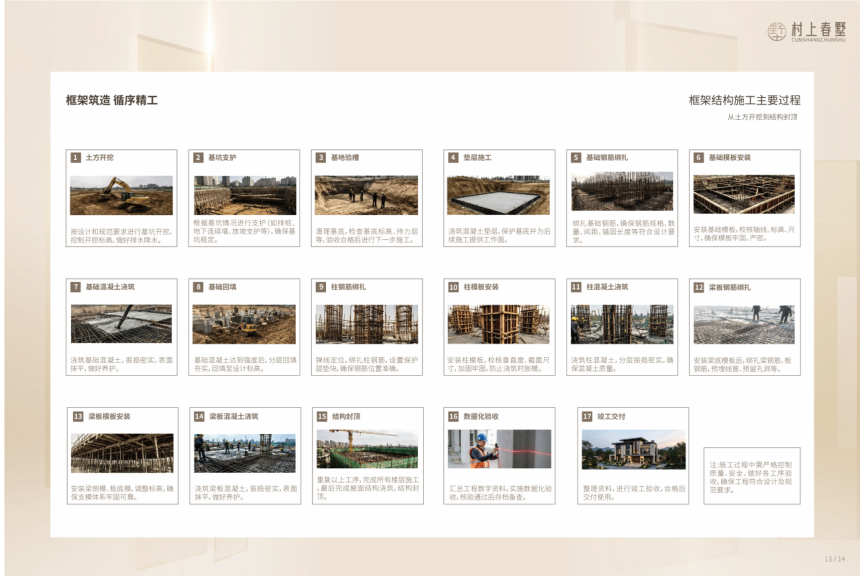 村上春墅
CUNSHANGCHUNSHU
框架筑造 循序精工
框架结构施工主要过程
从土方开挖到结构封顶
1 土方开挖
按设计和规范要求进行基坑开挖,
控制开挖标高, 做好排水降水。
2 基坑支护
根据基坑情况进行支护(如排桩、
地下连续墙、放坡支护等), 确保基
坑稳定。
3 基地验槽
清理基底, 检查基底标高、持力层
等, 验收合格后进行下一步施工。
4 垫层施工
浇筑混凝土垫层, 保护基底并为后
续施工提供工作面。
5 基础钢筋绑扎
绑扎基础钢筋, 确保钢筋规格、数
量、间距、锚固长度等符合设计要
求。
6 基础模板安装
安装基础模板, 校核轴线、标高、尺
寸, 确保模板牢固、严密。
7 基础混凝土浇筑
浇筑基础混凝土, 振捣密实, 表面
抹平, 做好养护。
8 基础回填
基础混凝土达到强度后, 分层回填
夯实, 回填至设计标高。
9 柱钢筋绑扎
弹线定位, 绑扎柱钢筋, 设置保护
层垫块, 确保钢筋位置准确。
10 柱模板安装
安装柱模板, 校核垂直度、截面尺
寸, 加固牢固, 防止浇筑时胀模。
11 柱混凝土浇筑
浇筑柱混凝土, 分层振捣密实, 确
保混凝土质量。
12 梁板钢筋绑扎
安装梁底模板后, 绑扎梁钢筋、板
钢筋, 预埋线管、预留孔洞等。
13 梁板模板安装
安装梁侧模、板底模, 调整标高, 确
保支模体系牢固可靠。
14 梁板混凝土浇筑
浇筑梁板混凝土, 振捣密实, 表面
抹平, 做好养护。
15 结构封顶
重复以上工序, 完成所有楼层施工
, 最后完成屋面结构浇筑, 结构封
顶。
16 数据化验收
汇总工程数字资料, 实施数据化验
收, 核验通过后存档备查。
17 竣工交付
整理资料, 进行竣工验收, 合格后
交付使用。
注: 施工过程中需严格控制
质量、安全、做好各工序验
收, 确保工程符合设计及规
范要求。
13 / 14